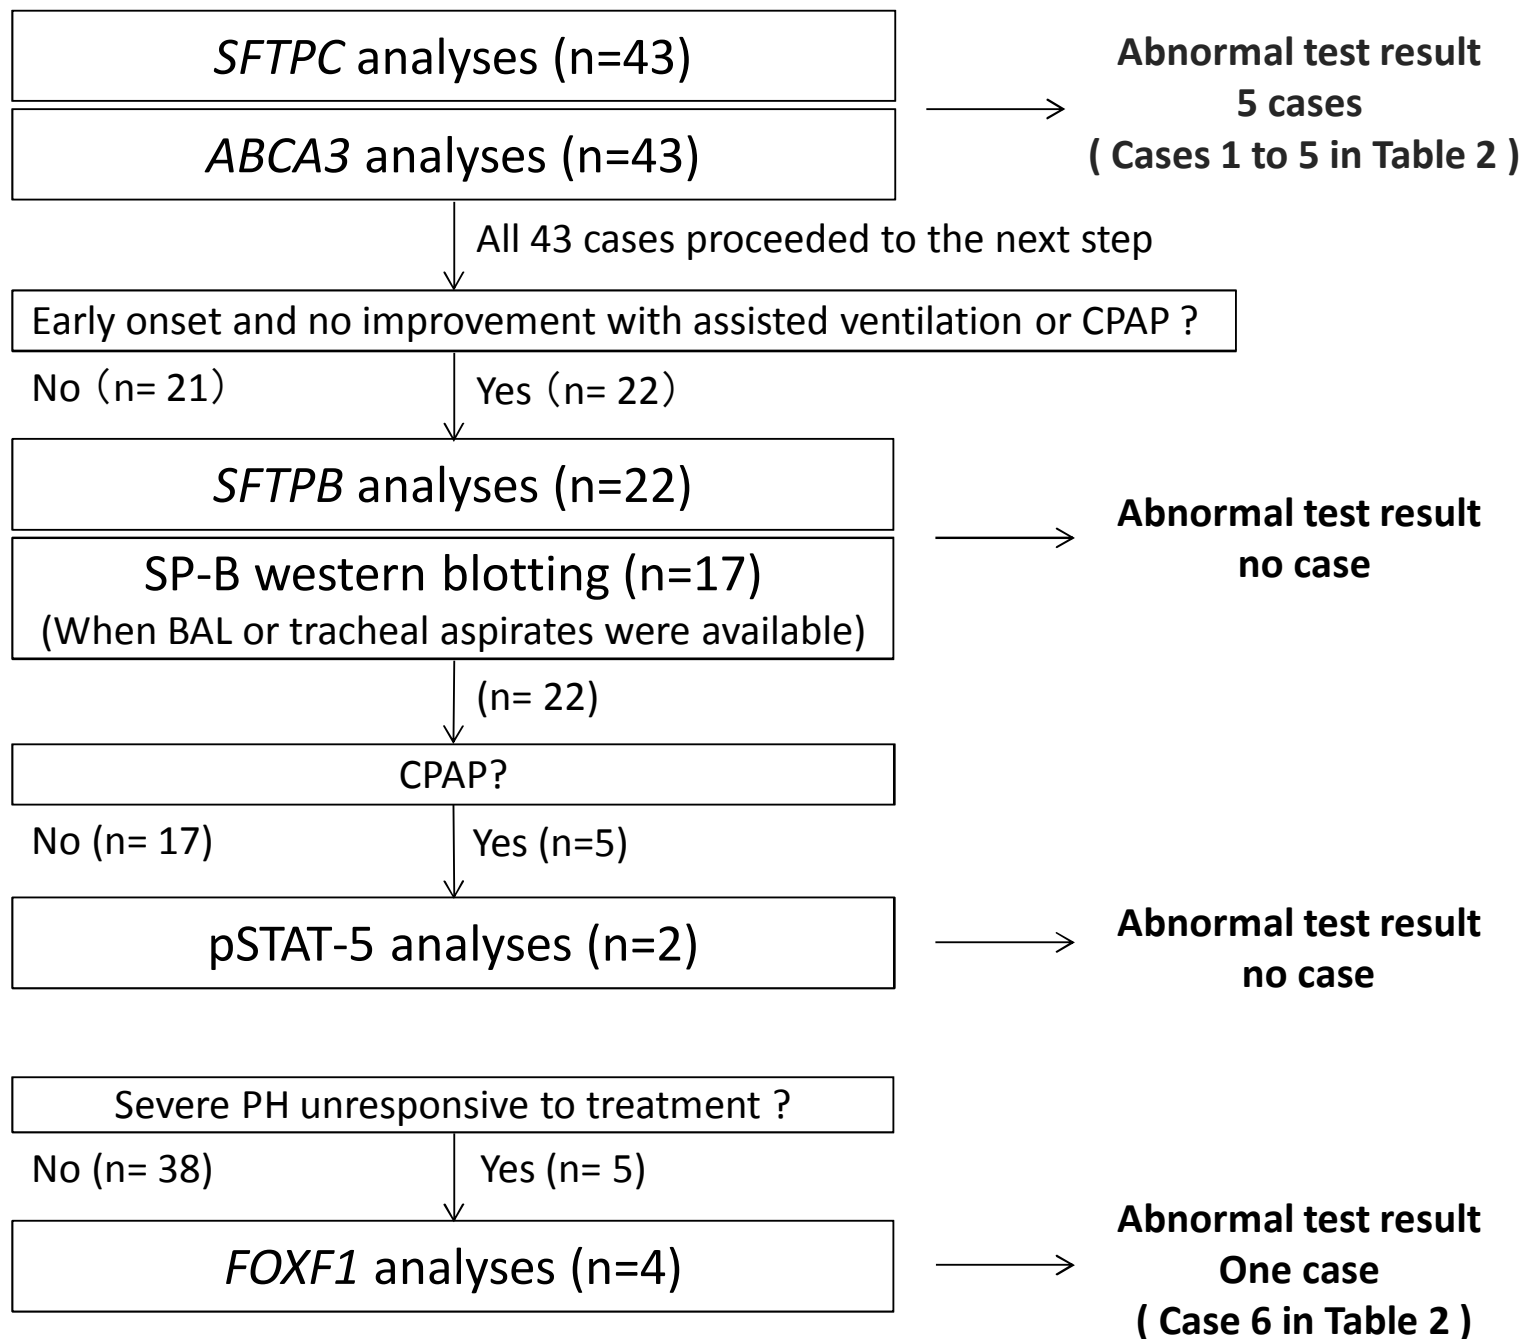 SFTPC analyses (n=43)
ABCA3 analyses (n=43)
Abnormal test result
5 cases
( Cases 1 to 5 in Table 2 )
All 43 cases proceeded to the next step
Early onset and no improvement with assisted ventilation or CPAP ?
No（n= 21）
Yes（n= 22）
SFTPB analyses (n=22)
SP-B western blotting (n=17)
(When BAL or tracheal aspirates were available)
Abnormal test result
no case
(n= 22)
CPAP?
No (n= 17)
Yes (n=5)
pSTAT-5 analyses (n=2)
Abnormal test result
no case
Severe PH unresponsive to treatment ?
No (n= 38)
Yes (n= 5)
FOXF1 analyses (n=4)
Abnormal test result
One case
( Case 6 in Table 2 )